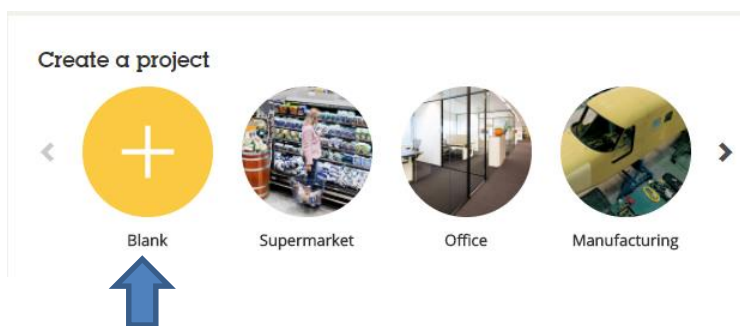 Create a project
Blank
Supermarket
Office
Manufacturing